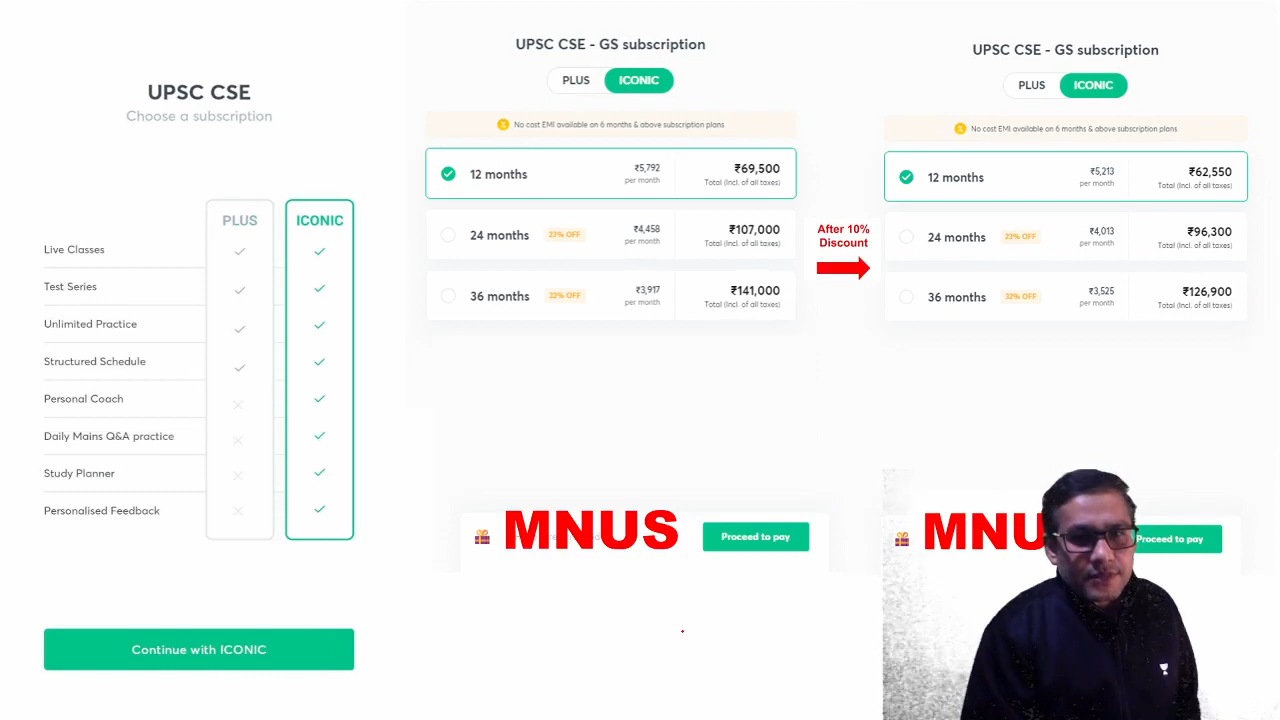 UPSC CSE
Choose a subscription
PLUS
ICONIC
Live Classes
Test Series
Unlimited Practice
Structured Schedule
Personal Coach
Daily Mains Q&A practice
Study Planner
Personalised Feedback
Continue with ICONIC
UPSC CSE - GS subscription
PLUS
ICONIC
No cost EMI available on 6 months & above subscription plans
12 months
₹5,792
per month
₹69,500
Total (Incl. of all taxes)
24 months
22% OFF
₹4,458
per month
₹107,000
Total (Incl. of all taxes)
36 months
32% OFF
₹3,917
per month
₹141,000
Total (Incl. of all taxes)
MNUS
Proceed to pay
After 10%
Discount
UPSC CSE - GS subscription
PLUS
ICONIC
No cost EMI available on 6 months & above subscription plans
12 months
₹5,213
per month
₹62,550
Total (Incl. of all taxes)
24 months
₹4,013
per month
₹96,300
Total (Incl. of all taxes)
36 months
32% OFF
₹3,525
per month
₹126,900
Total (Incl. of all taxes)
MNU
Proceed to pay